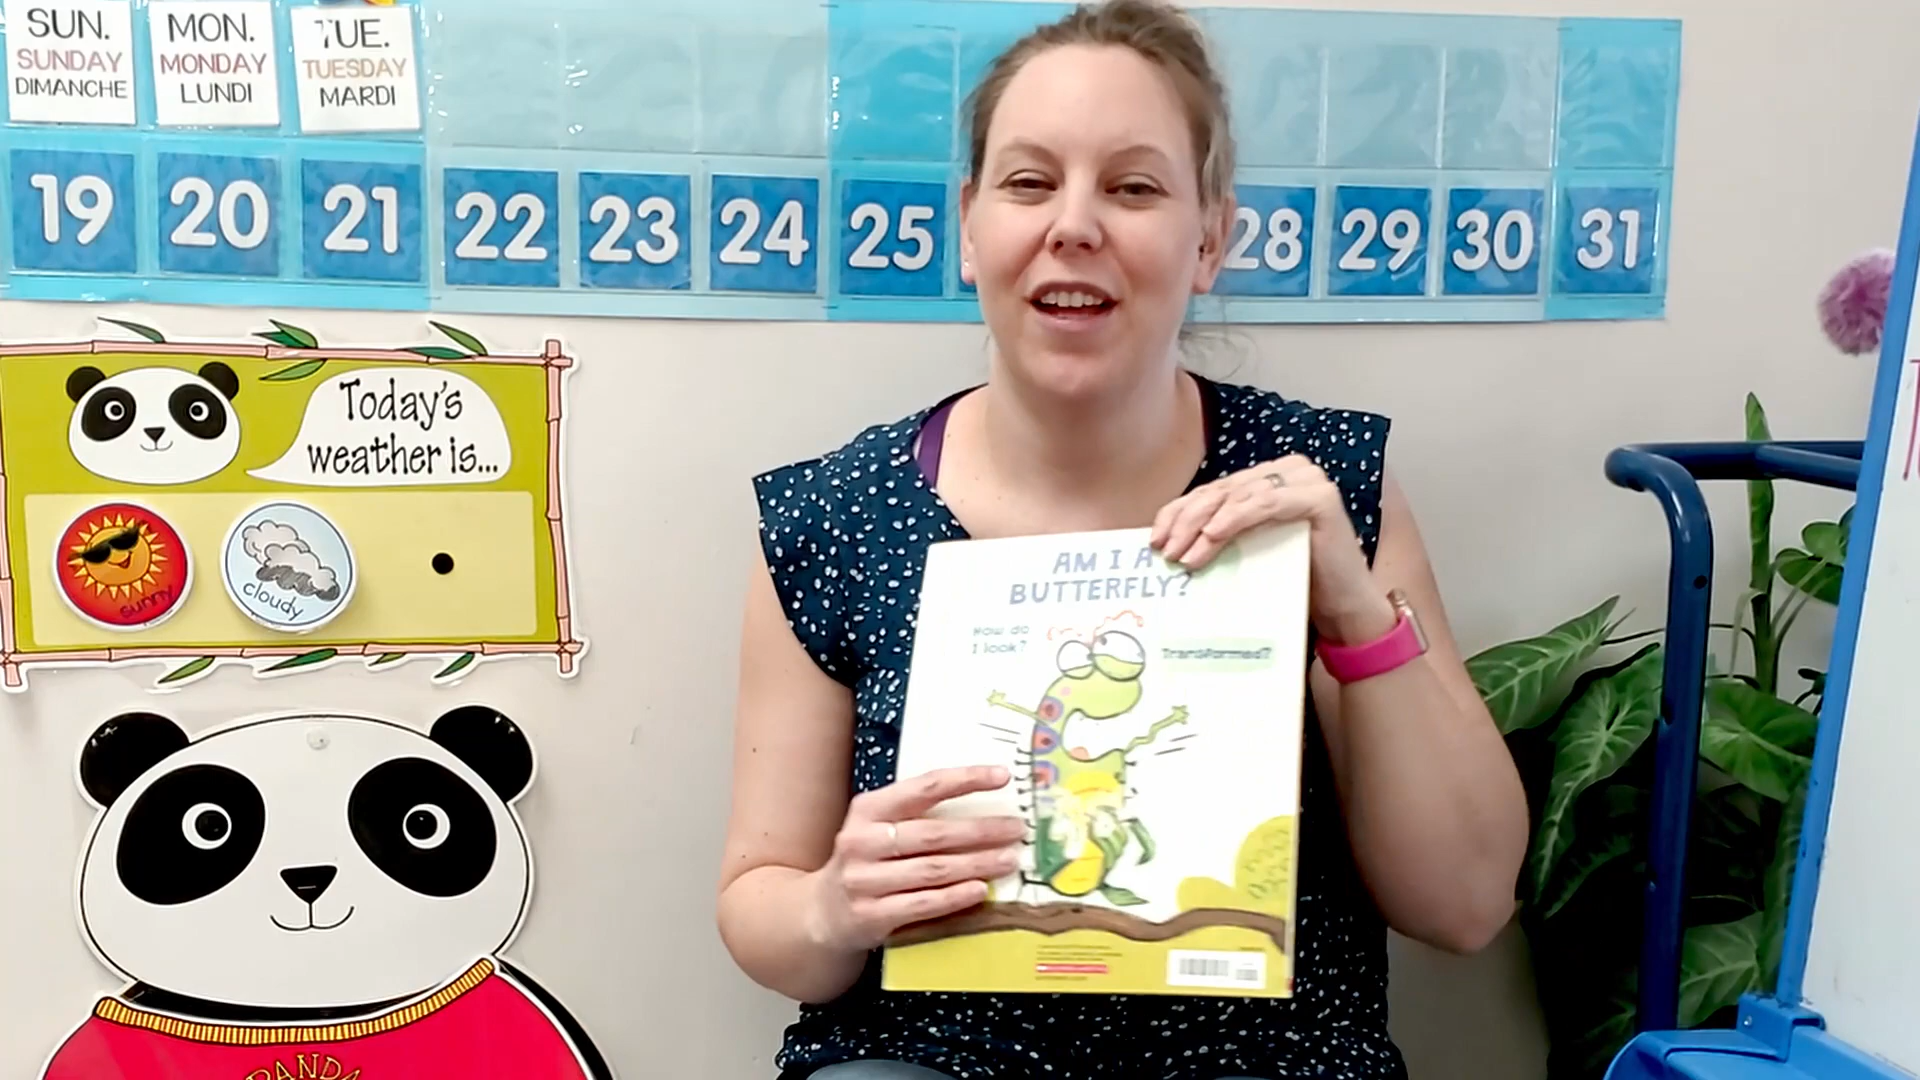 SUN.
SUNDAY
DIMANCHE
MON.
MONDAY
LUNDI
TUE.
TUESDAY
MARDI
19 20 21 22 23 24 25 28 29 30 31
Today's
weather is...
sunny
cloudy
AM I A
BUTTERFLY?
How do
I look?
Transformed?
PANDA